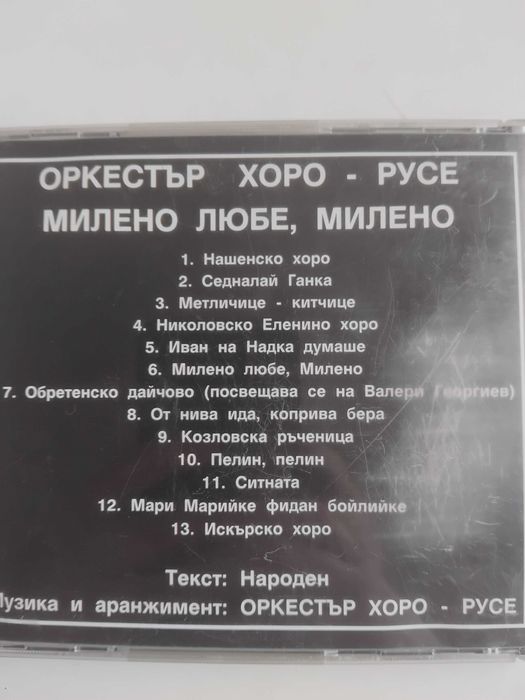 ОРКЕСТЪР ХОРО - РУСЕ
МИЛЕНО ЛЮБЕ, МИЛЕНО
1. Нашенско хоро
2. Седналай Ганка
3. Метличице - китчице
4. Николовско Еленино хоро
5. Иван на Надка думаше
6. Милено любе, Милено
7. Обретенско дайчово (посвещава се на Валери Георгиев)
8. От нива ида, коприва бера
9. Козловска ръченица
10. Пелин, пелин
11. Ситната
12. Мари Марийке фидан бойлийке
13. Искърско хоро
Текст: Народен
Музика и аранжимент: ОРКЕСТЪР ХОРО - РУСЕ